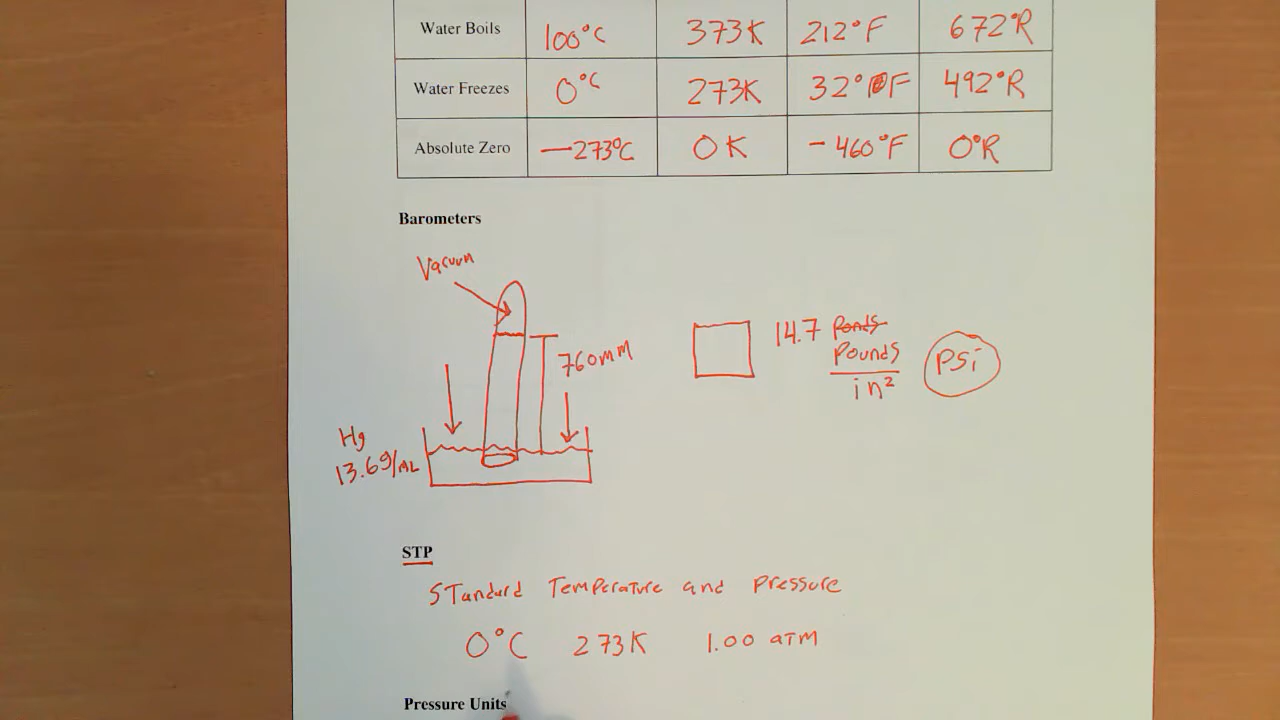 Water Boils 100°C 373K 212°F 672°R
Water Freezes 0°C 273K 32°F 492°R
Absolute Zero -273°C 0K -460°F 0°R
Barometers
Vacuum
760mm
14.7 Ponds
Pounds
in²
PSi
Hg
13.6g/mL
STP
STandard Temperature and Pressure
0°C 273K 1.00 aTM
Pressure Units